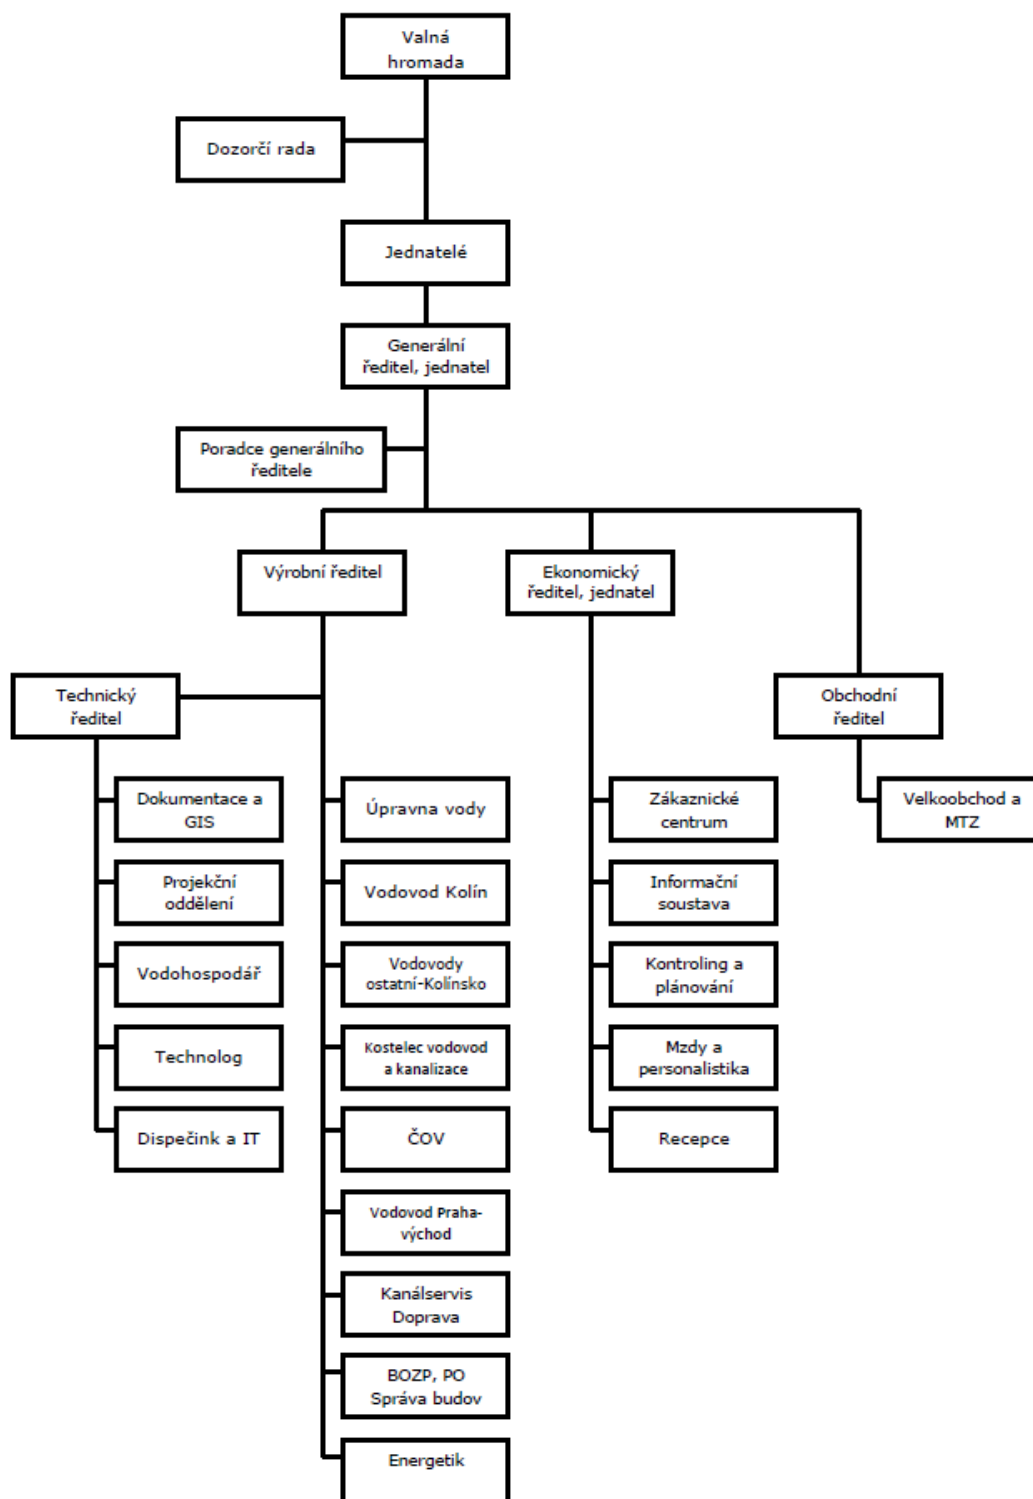 Valná
hromada
Dozorčí rada
Jednatelé
Generální
ředitel, jednatel
Poradce generálního
ředitele
Výrobní ředitel
Ekonomický
ředitel, jednatel
Technický
ředitel
Obchodní
ředitel
Dokumentace a
GIS
Projekční
oddělení
Vodohospodář
Technolog
Dispečink a IT
Úpravna vody
Vodovod Kolín
Vodovody
ostatní-Kolínsko
Kostelec vodovod
a kanalizace
ČOV
Vodovod Praha-
východ
Kanálservis
Doprava
BOZP, PO
Správa budov
Energetik
Zákaznické
centrum
Informační
soustava
Kontroling a
plánování
Mzdy a
personalistika
Recepce
Velkoobchod a
MTZ